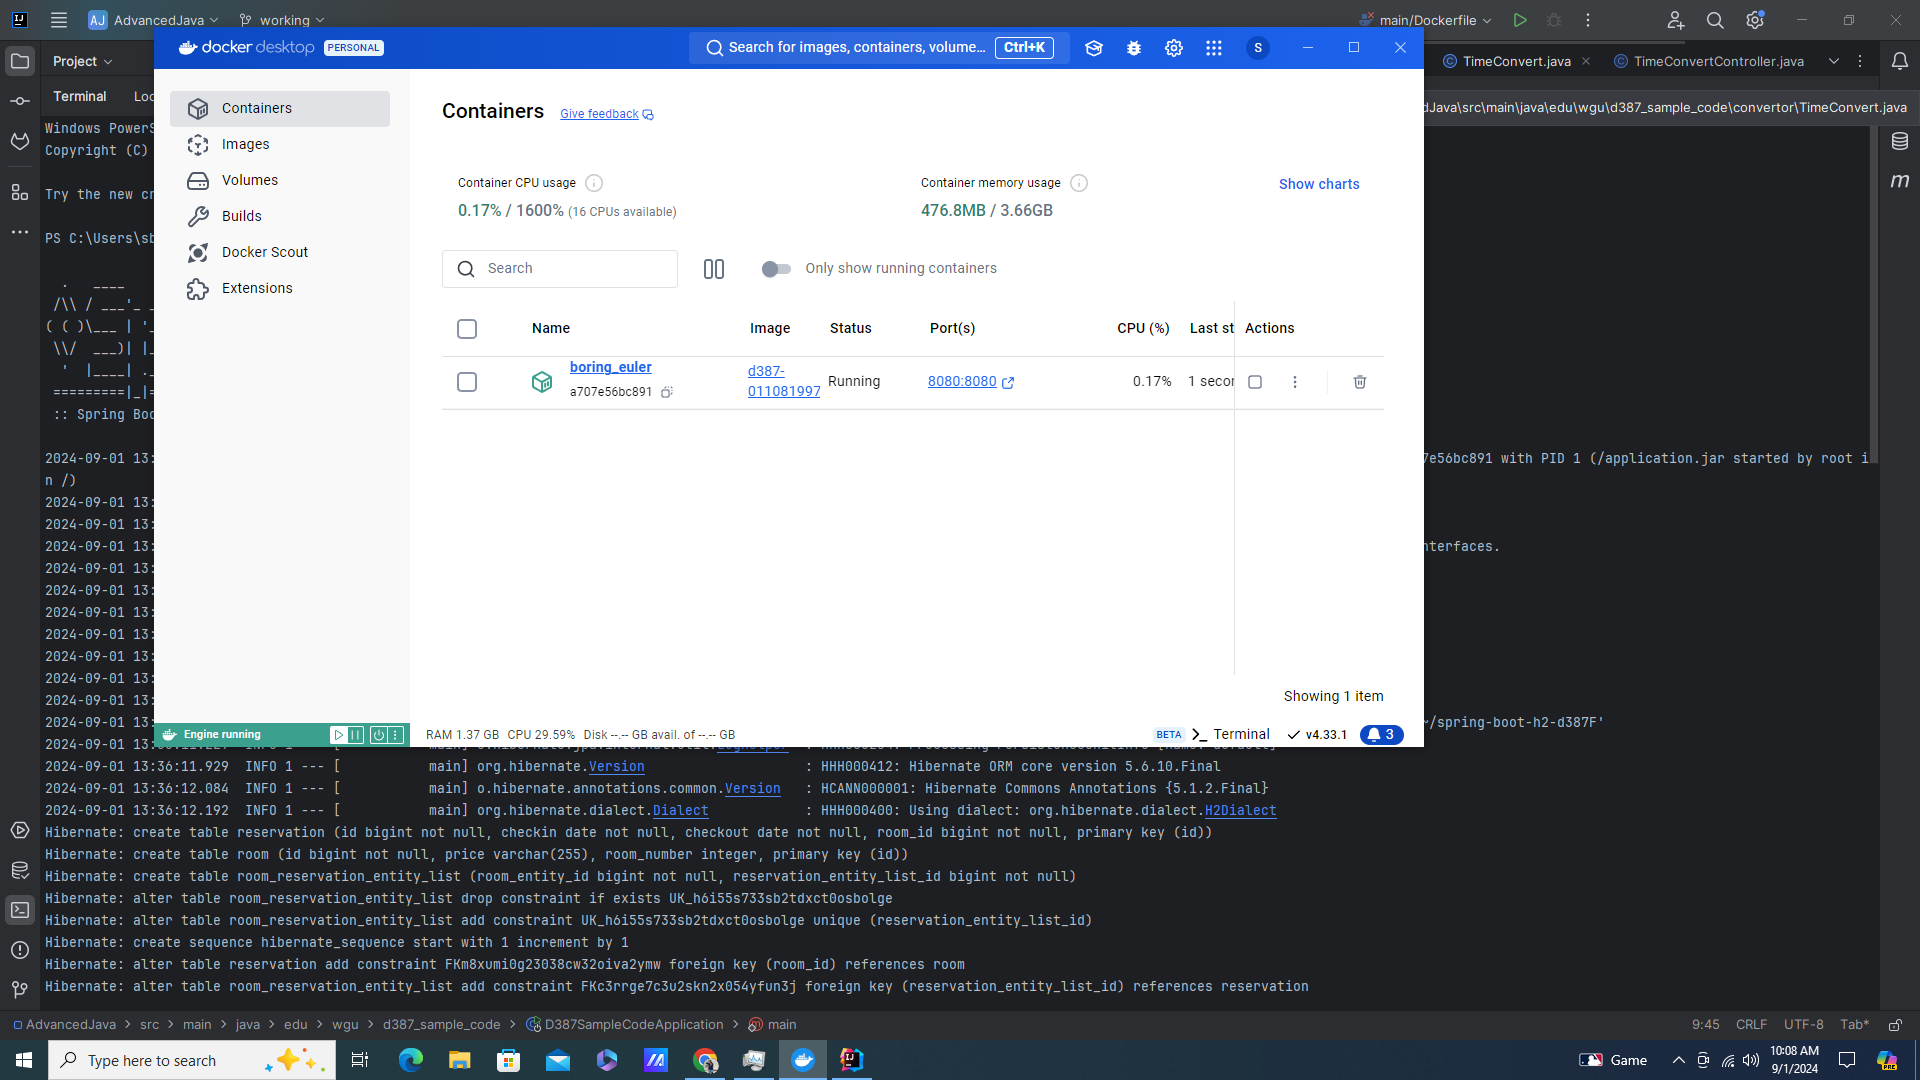 AJ AdvancedJava
working
main/Dockerfile
Project
TimeConvert.java
TimeConvertController.java
Terminal
Loc
dJava\src\main\java\edu\wgu\d387_sample_code\convertor\TimeConvert.java
docker desktop PERSONAL
Search for images, containers, volume... Ctrl+K
S
Containers
Images
Volumes
Builds
Docker Scout
Extensions
Containers Give feedback
Container CPU usage
0.17% / 1600% (16 CPUs available)
Container memory usage
476.8MB / 3.66GB
Show charts
Search
Only show running containers
Name Image Status Port(s) CPU (%) Last st Actions
boring_euler
a707e56bc891
d387-
011081997
Running
8080:8080
0.17%
1 secor
Showing 1 item
Engine running
RAM 1.37 GB CPU 29.59% Disk --.-- GB avail. of --.-- GB
BETA Terminal v4.33.1 3
Windows PowerS
Copyright (C)
Try the new cr
PS C:\Users\sb
. ____
/\\ / ___'_ _
( ( )\___ | '_
\\/ ___)| |_
' |____| ._
=========|_|=
:: Spring Boo
2024-09-01 13: 7e56bc891 with PID 1 (/application.jar started by root i
n /)
2024-09-01 13:
2024-09-01 13:
2024-09-01 13: nterfaces.
2024-09-01 13:
2024-09-01 13:
2024-09-01 13:
2024-09-01 13:
2024-09-01 13:
2024-09-01 13:
2024-09-01 13:
2024-09-01 13: ~/spring-boot-h2-d387F'
2024-09-01 13:36:11.929 INFO 1 --- [ main] org.hibernate.Version : HHH000412: Hibernate ORM core version 5.6.10.Final
2024-09-01 13:36:12.084 INFO 1 --- [ main] o.hibernate.annotations.common.Version : HCANN000001: Hibernate Commons Annotations {5.1.2.Final}
2024-09-01 13:36:12.192 INFO 1 --- [ main] org.hibernate.dialect.Dialect : HHH000400: Using dialect: org.hibernate.dialect.H2Dialect
Hibernate: create table reservation (id bigint not null, checkin date not null, checkout date not null, room_id bigint not null, primary key (id))
Hibernate: create table room (id bigint not null, price varchar(255), room_number integer, primary key (id))
Hibernate: create table room_reservation_entity_list (room_entity_id bigint not null, reservation_entity_list_id bigint not null)
Hibernate: alter table room_reservation_entity_list drop constraint if exists UK_h6i55s733sb2tdxct0osbolge
Hibernate: alter table room_reservation_entity_list add constraint UK_h6i55s733sb2tdxct0osbolge unique (reservation_entity_list_id)
Hibernate: create sequence hibernate_sequence start with 1 increment by 1
Hibernate: alter table reservation add constraint FKm8xumi0g23038cw32oiva2ymw foreign key (room_id) references room
Hibernate: alter table room_reservation_entity_list add constraint FKc3rrge7c3u2skn2x054yfun3j foreign key (reservation_entity_list_id) references reservation
AdvancedJava > src > main > java > edu > wgu > d387_sample_code > D387SampleCodeApplication > main
9:45 CRLF UTF-8 Tab*
Type here to search
Game
10:08 AM
9/1/2024